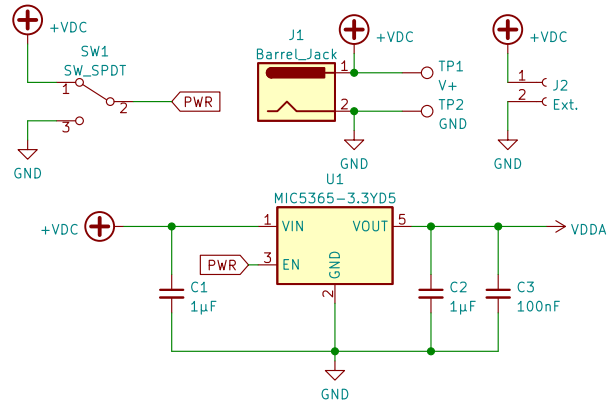 +VDC
SW1
SW_SPDT
1
2
PWR
3
GND
J1
Barrel_Jack
+VDC
1
TP1
V+
2
TP2
GND
GND
+VDC
1
2
J2
Ext.
GND
U1
MIC5365-3.3YD5
+VDC
1
VIN
VOUT
5
VDDA
PWR
3
EN
GND
2
C1
1µF
C2
1µF
C3
100nF
GND